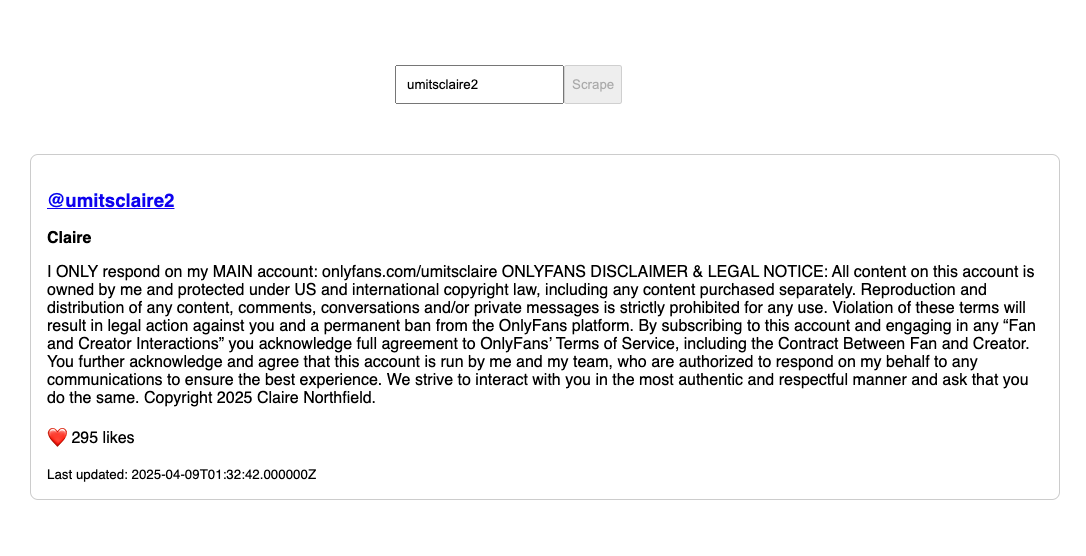 umitsclaire2 Scrape
@umitsclaire2
Claire
I ONLY respond on my MAIN account: onlyfans.com/umitsclaire ONLYFANS DISCLAIMER & LEGAL NOTICE: All content on this account is
owned by me and protected under US and international copyright law, including any content purchased separately. Reproduction and
distribution of any content, comments, conversations and/or private messages is strictly prohibited for any use. Violation of these terms will
result in legal action against you and a permanent ban from the OnlyFans platform. By subscribing to this account and engaging in any “Fan
and Creator Interactions” you acknowledge full agreement to OnlyFans’ Terms of Service, including the Contract Between Fan and Creator.
You further acknowledge and agree that this account is run by me and my team, who are authorized to respond on my behalf to any
communications to ensure the best experience. We strive to interact with you in the most authentic and respectful manner and ask that you
do the same. Copyright 2025 Claire Northfield.
❤️ 295 likes
Last updated: 2025-04-09T01:32:42.000000Z